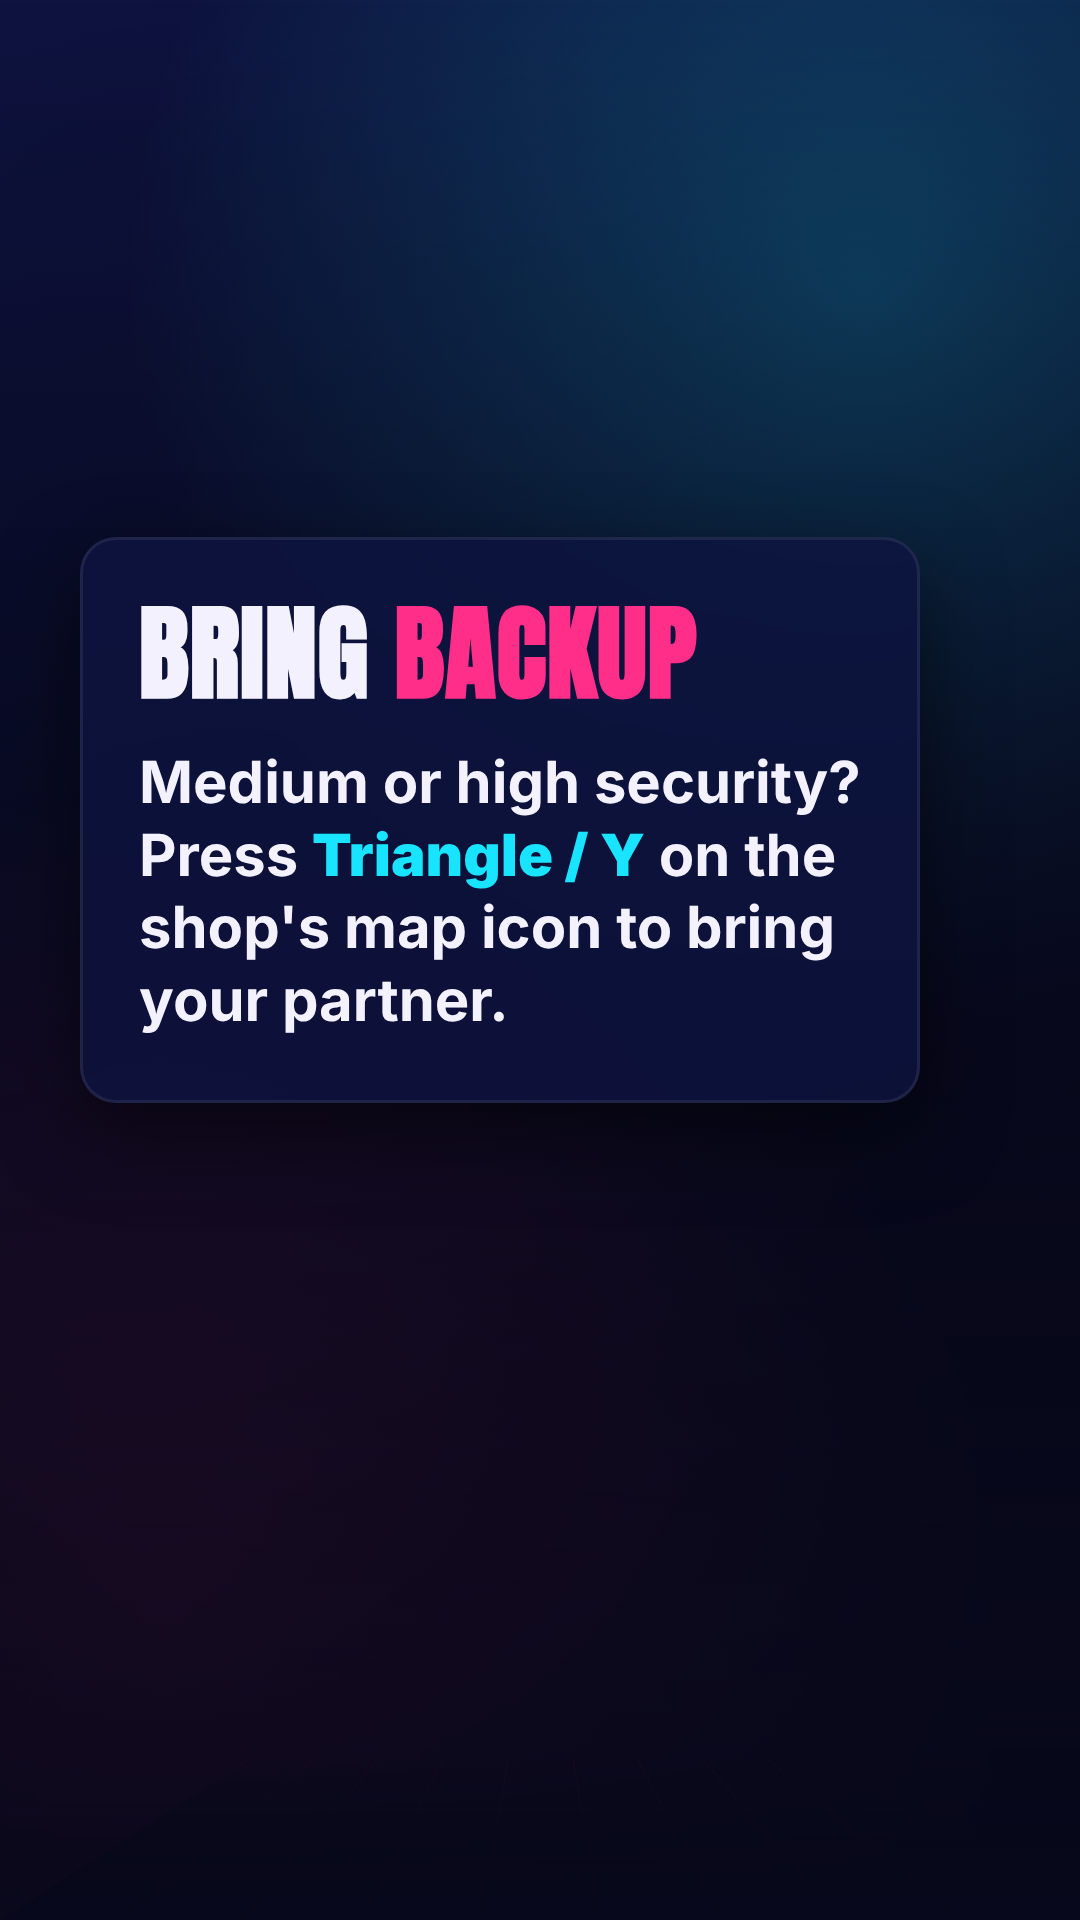 BRING BACKUP
Medium or high security?
Press Triangle / Y on the
shop's map icon to bring
your partner.